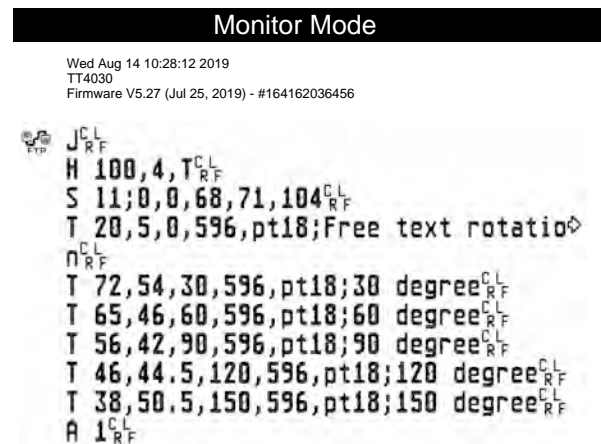 Monitor Mode
Wed Aug 14 10:28:12 2019
TT4030
Firmware V5.27 (Jul 25, 2019) - #164162036456
FTP J␍␊
H 100,4,T␍␊
S 11;0,0,68,71,104␍␊
T 20,5,0,596,pt18;Free text rotatio⇨
n␍␊
T 72,54,30,596,pt18;30 degree␍␊
T 65,46,60,596,pt18;60 degree␍␊
T 56,42,90,596,pt18;90 degree␍␊
T 46,44.5,120,596,pt18;120 degree␍␊
T 38,50.5,150,596,pt18;150 degree␍␊
A 1␍␊